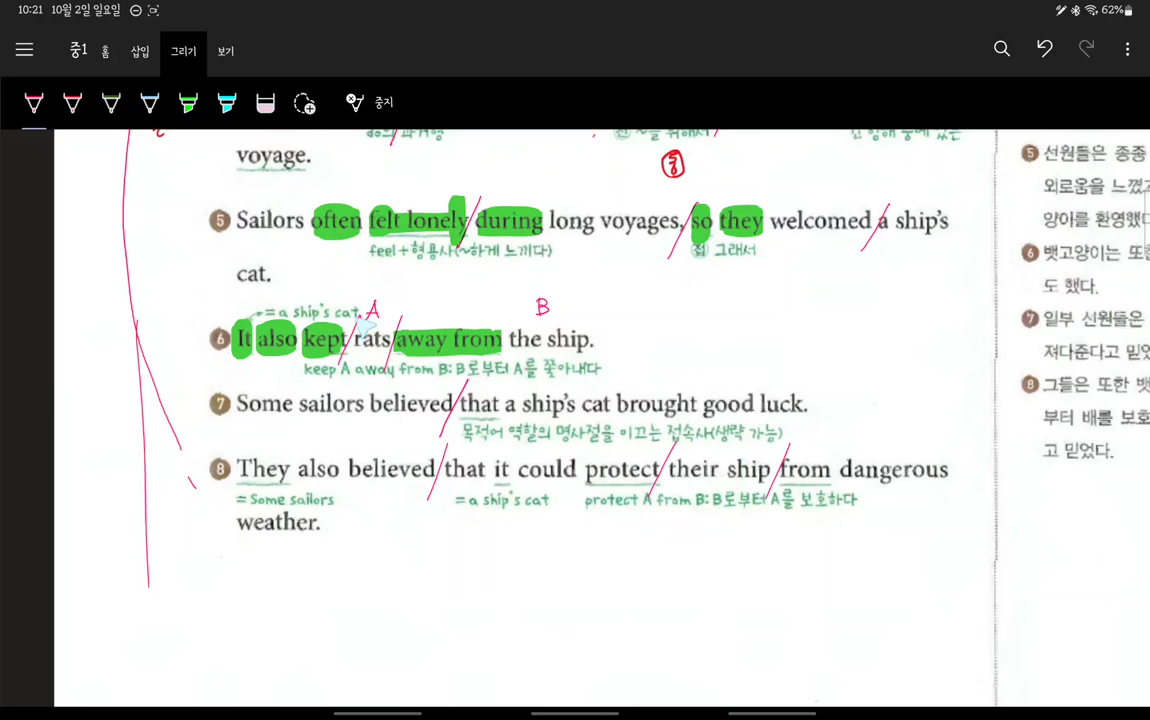 10:21 10월 2일 일요일 62%
중1 홈 삽입 그리기 보기
중지
do의 과거형
voyage.
5 Sailors often felt lonely during long voyages, so they welcomed a ship's
feel+형용사(~하게 느끼다) 접 그래서
cat.
= a ship's cat A B
6 It also kept rats away from the ship.
keep A away from B: B로부터 A를 쫓아내다
7 Some sailors believed that a ship's cat brought good luck.
목적어 역할의 명사절을 이끄는 접속사(생략 가능)
8 They also believed that it could protect their ship from dangerous
= Some sailors = a ship's cat protect A from B: B로부터 A를 보호하다
weather.
5 선원들은 종종
외로움을 느꼈고
양이를 환영했다
6 뱃고양이는 또한
도 했다.
7 일부 선원들은
져다준다고 믿었
8 그들은 또한 뱃
부터 배를 보호
고 믿었다.